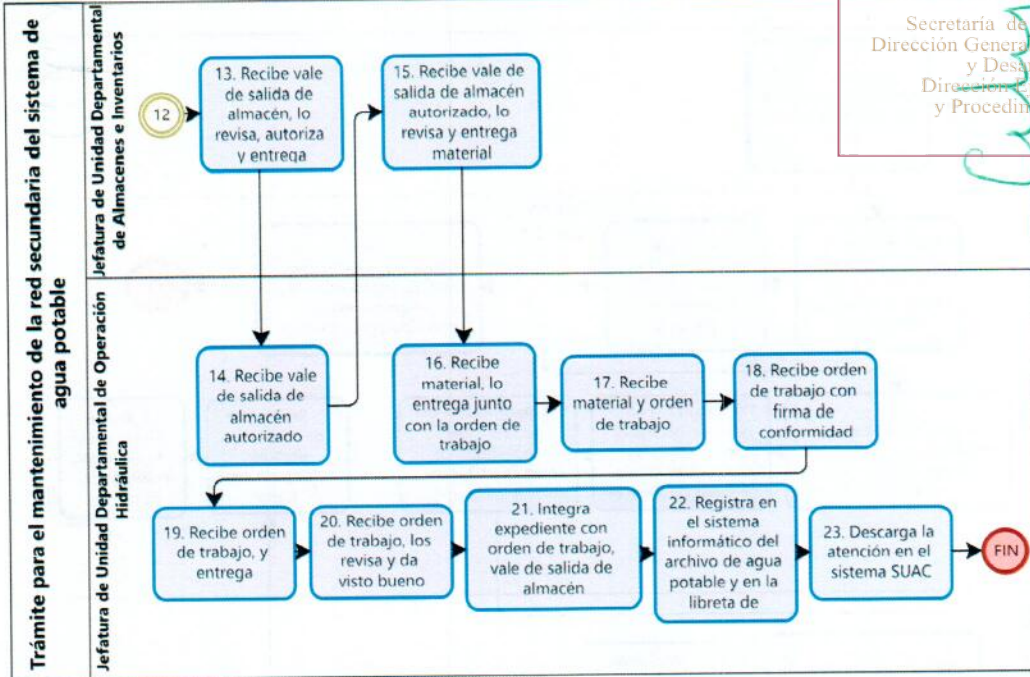 Trámite para el mantenimiento de la red secundaria del sistema de
agua potable
Jefatura de Unidad Departamental
de Almacenes e Inventarios
12
13. Recibe vale
de salida de
almacén, lo
revisa, autoriza
y entrega
15. Recibe vale de
salida de almacén
autorizado, lo
revisa y entrega
material
Secretaría de
Dirección Genera
y Desa
Dirección E
y Procedin
Jefatura de Unidad Departamental de Operación
Hidráulica
14. Recibe vale
de salida de
almacén
autorizado
16. Recibe
material, lo
entrega junto
con la orden de
trabajo
17. Recibe
material y orden
de trabajo
18. Recibe orden
de trabajo con
firma de
conformidad
19. Recibe orden
de trabajo, y
entrega
20. Recibe orden
de trabajo, los
revisa y da
visto bueno
21. Integra
expediente con
orden de trabajo,
vale de salida de
almacén
22. Registra en
el sistema
informático del
archivo de agua
potable y en la
libreta de
23. Descarga la
atención en el
sistema SUAC
FIN